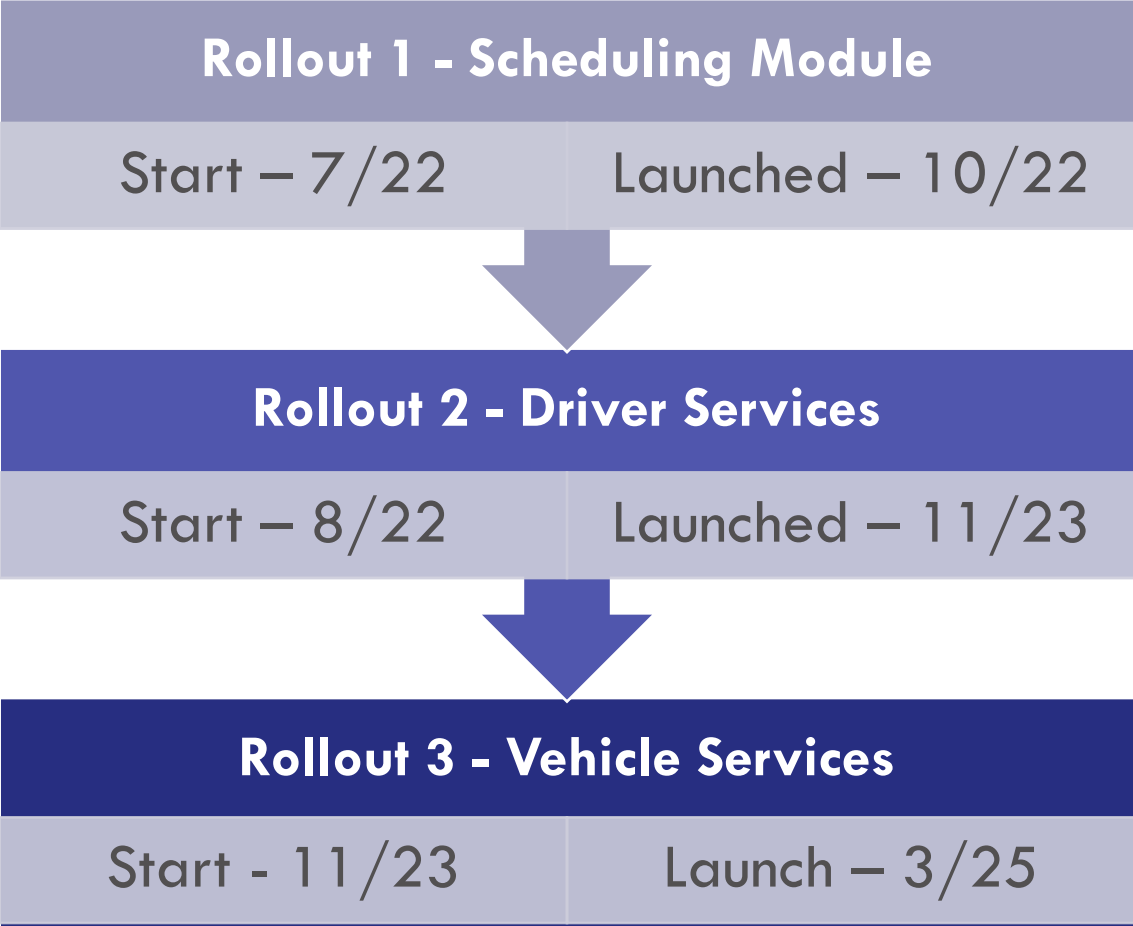 Rollout 1 - Scheduling Module
Start – 7/22
Launched – 10/22
Rollout 2 - Driver Services
Start – 8/22
Launched – 11/23
Rollout 3 - Vehicle Services
Start - 11/23
Launch – 3/25